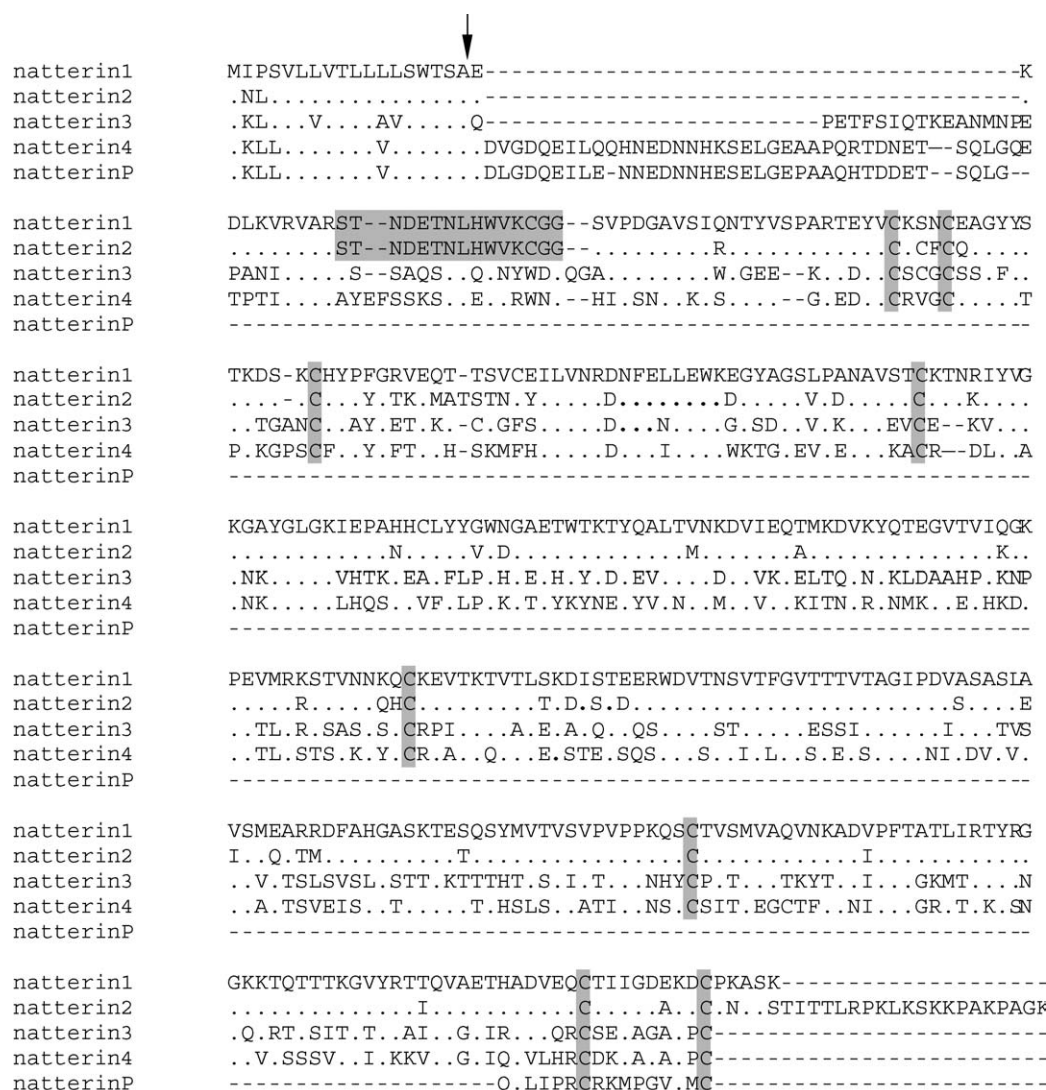 natterin1 MIPSVLLVTLLLLSWTSAE----------------------------------------K
natterin2 .NL................----------------------------------------.
natterin3 .KL...V....AV.....Q-------------------------PETFSIQTKEANMNPE
natterin4 .KLL.......V.......DVGDQEILQQHNEDNNHKSELGEAAPQRTDNET—-SQLGQE
natterinP .KLL.......V.......DLGDQEILE-NNEDNNHESELGEPAAQHTDDET--SQLG--
natterin1 DLKVRVARST--NDETNLHWVKCGG--SVPDGAVSIQNTYVSPARTEYVCKSNCEAGYYS
natterin2 ........ST--NDETNLHWVKCGG--.........R............C.CFCQ.....
natterin3 PANI.....S--SAQS..Q.NYWD.QGA........W.GEE--K..D..CSCGCSS.F..
natterin4 TPTI....AYEFSSKS..E..RWN.--HI.SN..K.S....--G.ED..CRVGC.....T
natterinP ------------------------------------------------------------
natterin1 TKDS-KCHYPFGRVEQT-TSVCEILVNRDNFELLEWKEGYAGSLPANAVSTCKTNRIYVG
natterin2 ....-.C...Y.TK.MATSTN.Y.....D........D.....V.D.....C...K....
natterin3 ..TGANC..AY.ET.K.-C.GFS.....D...N....G.SD..V.K...EVCE--KV...
natterin4 P.KGPSCF..Y.FT..H-SKMFH.....D...I....WKTG.EV.E...KACR—-DL..A
natterinP ------------------------------------------------------------
natterin1 KGAYGLGKIEPAHHCLYYGWNGAETWTKTYQALTVNKDVIEQTMKDVKYQTEGVTVIQGK
natterin2 ............N.....V.D.............M.......A..............K..
natterin3 .NK.....VHTK.EA.FLP.H.E.H.Y.D.EV....D..VK.ELTQ.N.KLDAAHP.KNP
natterin4 .NK.....LHQS..VF.LP.K.T.YKYNE.YV.N..M..V..KITN.R.NMK..E.HKD.
natterinP ------------------------------------------------------------
natterin1 PEVMRKSTVNNKQCKEVTKTVTLSKDISTEERWDVTNSVTFGVTTTVTAGIPDVASASLA
natterin2 .....R.....QHC.........T.D.S.D........................S.....E
natterin3 ..TL.R.SAS.S.CRPI....A.E.A.Q..QS....ST.....ESSI......I...TVS
natterin4 ..TL.STS.K.Y.CR.A..Q...E.STE.SQS...S..I.L..S.E.S....NI.DV.V.
natterinP ------------------------------------------------------------
natterin1 VSMEARRDFAHGASKTESQSYMVTVSVPVPPKQSCTVSMVAQVNKADVPFTATLIRTYRG
natterin2 I..Q.TM..........T................C............I............
natterin3 ..V.TSLSVSL.STT.KTTTHT.S.I.T...NHYCP.T...TKYT..I...GKMT....N
natterin4 ..A.TSVEIS..T.....T.HSLS..ATI..NS.CSIT.EGCTF..NI...GR.T.K.SN
natterinP ------------------------------------------------------------
natterin1 GKKTQTTTKGVYRTTQVAETHADVEQCTIIGDEKDCPKASK--------------------
natterin2 ..............I...........C.....A..C.N..STITTLRPKLKSKKPAKPAGK
natterin3 .Q.RT.SIT.T..AI..G.IR...QRCSE.AGA.PC-------------------------
natterin4 ..V.SSSV...I.KKV..G.IQ.VLHRCDK.A.A.PC-------------------------
natterinP --------------------Q.LIPRCRKMPGV.MC-------------------------